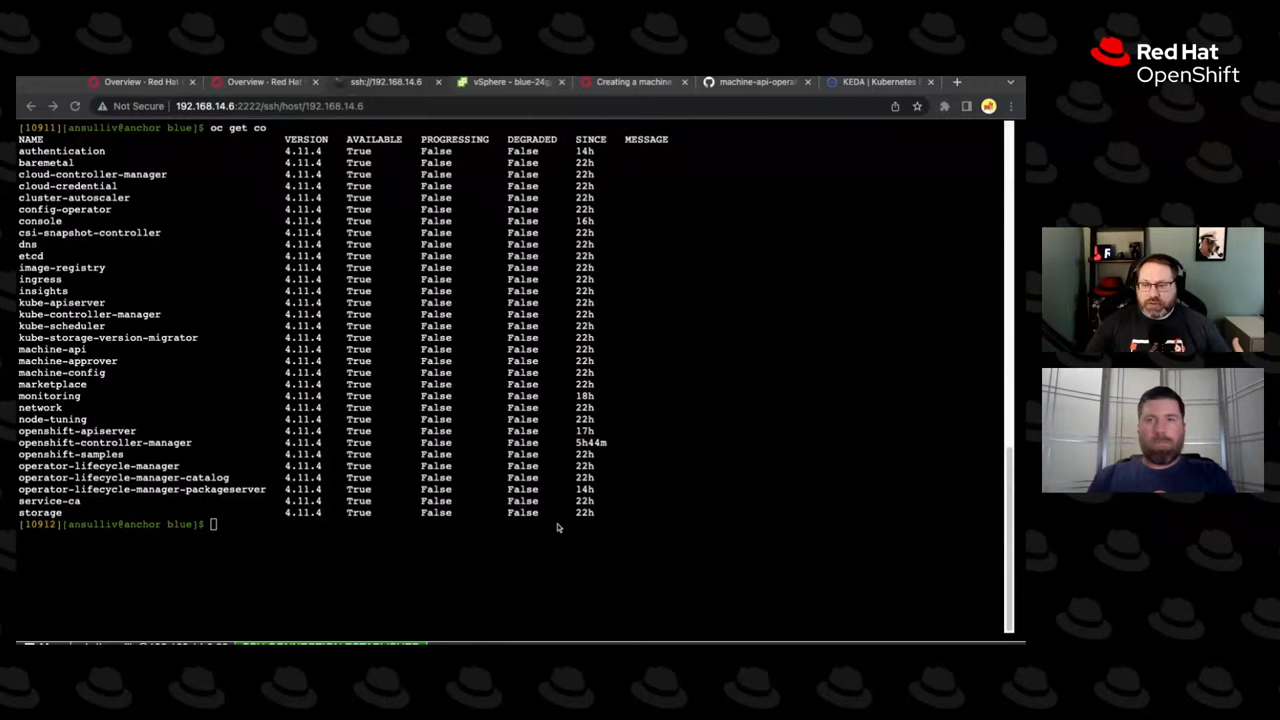 Red Hat
OpenShift
Overview · Red Hat
Overview · Red Hat
ssh://192.168.14.6
vSphere - blue-24g
Creating a machine
machine-api-operat
KEDA | Kubernetes
Not Secure 192.168.14.6:2222/ssh/host/192.168.14.6
[10911][ansulliv@anchor blue]$ oc get co
NAME VERSION AVAILABLE PROGRESSING DEGRADED SINCE MESSAGE
authentication 4.11.4 True False False 14h
baremetal 4.11.4 True False False 22h
cloud-controller-manager 4.11.4 True False False 22h
cloud-credential 4.11.4 True False False 22h
cluster-autoscaler 4.11.4 True False False 22h
config-operator 4.11.4 True False False 22h
console 4.11.4 True False False 16h
csi-snapshot-controller 4.11.4 True False False 22h
dns 4.11.4 True False False 22h
etcd 4.11.4 True False False 22h
image-registry 4.11.4 True False False 22h
ingress 4.11.4 True False False 22h
insights 4.11.4 True False False 22h
kube-apiserver 4.11.4 True False False 22h
kube-controller-manager 4.11.4 True False False 22h
kube-scheduler 4.11.4 True False False 22h
kube-storage-version-migrator 4.11.4 True False False 22h
machine-api 4.11.4 True False False 22h
machine-approver 4.11.4 True False False 22h
machine-config 4.11.4 True False False 22h
marketplace 4.11.4 True False False 22h
monitoring 4.11.4 True False False 18h
network 4.11.4 True False False 22h
node-tuning 4.11.4 True False False 22h
openshift-apiserver 4.11.4 True False False 17h
openshift-controller-manager 4.11.4 True False False 5h44m
openshift-samples 4.11.4 True False False 22h
operator-lifecycle-manager 4.11.4 True False False 22h
operator-lifecycle-manager-catalog 4.11.4 True False False 22h
operator-lifecycle-manager-packageserver 4.11.4 True False False 14h
service-ca 4.11.4 True False False 22h
storage 4.11.4 True False False 22h
[10912][ansulliv@anchor blue]$